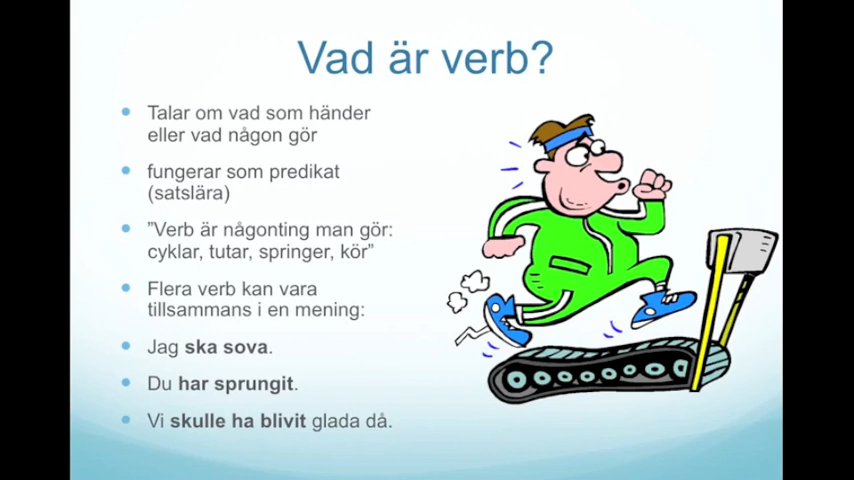 Vad är verb?
Talar om vad som händer
eller vad någon gör
fungerar som predikat
(satslära)
”Verb är någonting man gör:
cyklar, tutar, springer, kör”
Flera verb kan vara
tillsammans i en mening:
Jag ska sova.
Du har sprungit.
Vi skulle ha blivit glada då.